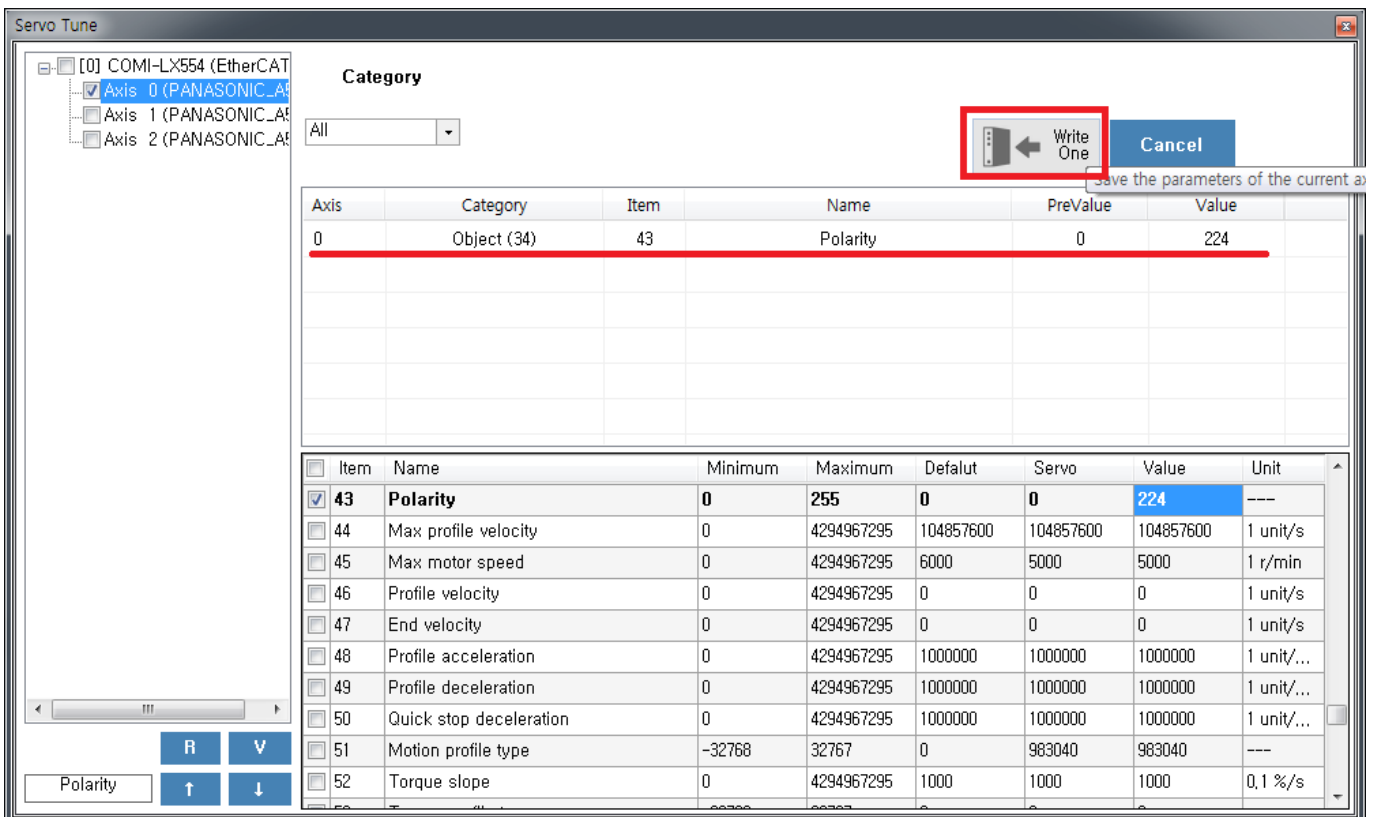 Servo Tune
[0] COMI-LX554 (EtherCAT
Axis 0 (PANASONIC_A5
Axis 1 (PANASONIC_A5
Axis 2 (PANASONIC_A5
Category
All
Write One
Cancel
Save the parameters of the current ax
Axis Category Item Name PreValue Value
0 Object (34) 43 Polarity 0 224
Item Name Minimum Maximum Defalut Servo Value Unit
43 Polarity 0 255 0 0 224 ---
44 Max profile velocity 0 4294967295 104857600 104857600 104857600 1 unit/s
45 Max motor speed 0 4294967295 6000 5000 5000 1 r/min
46 Profile velocity 0 4294967295 0 0 0 1 unit/s
47 End velocity 0 4294967295 0 0 0 1 unit/s
48 Profile acceleration 0 4294967295 1000000 1000000 1000000 1 unit/...
49 Profile deceleration 0 4294967295 1000000 1000000 1000000 1 unit/...
50 Quick stop deceleration 0 4294967295 1000000 1000000 1000000 1 unit/...
51 Motion profile type -32768 32767 0 983040 983040 ---
52 Torque slope 0 4294967295 1000 1000 1000 0,1 %/s
R V
Polarity ↑ ↓